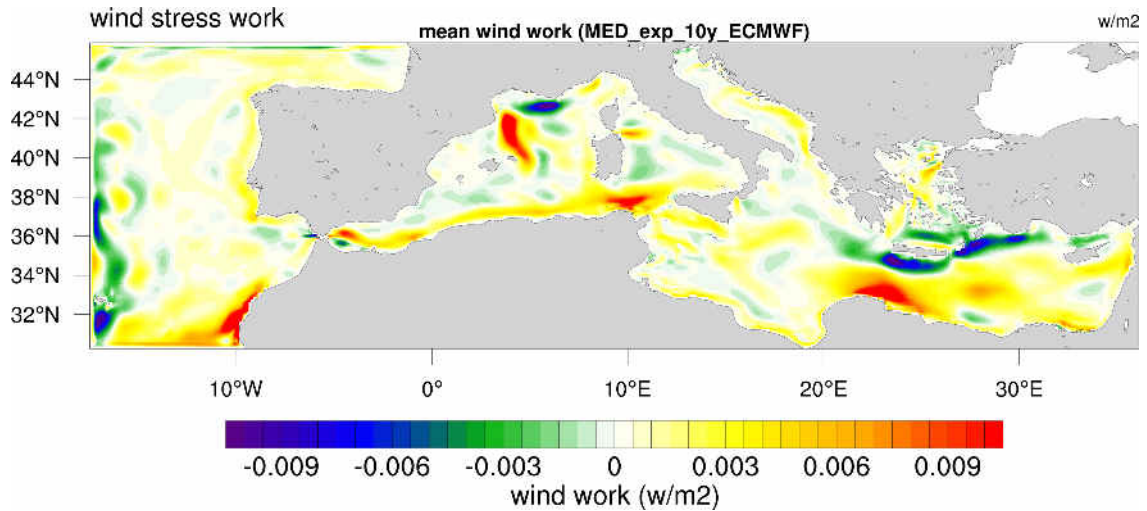 wind stress work
mean wind work (MED_exp_10y_ECMWF)
w/m2
44°N
42°N
40°N
38°N
36°N
34°N
32°N
10°W 0° 10°E 20°E 30°E
-0.009 -0.006 -0.003 0 0.003 0.006 0.009
wind work (w/m2)